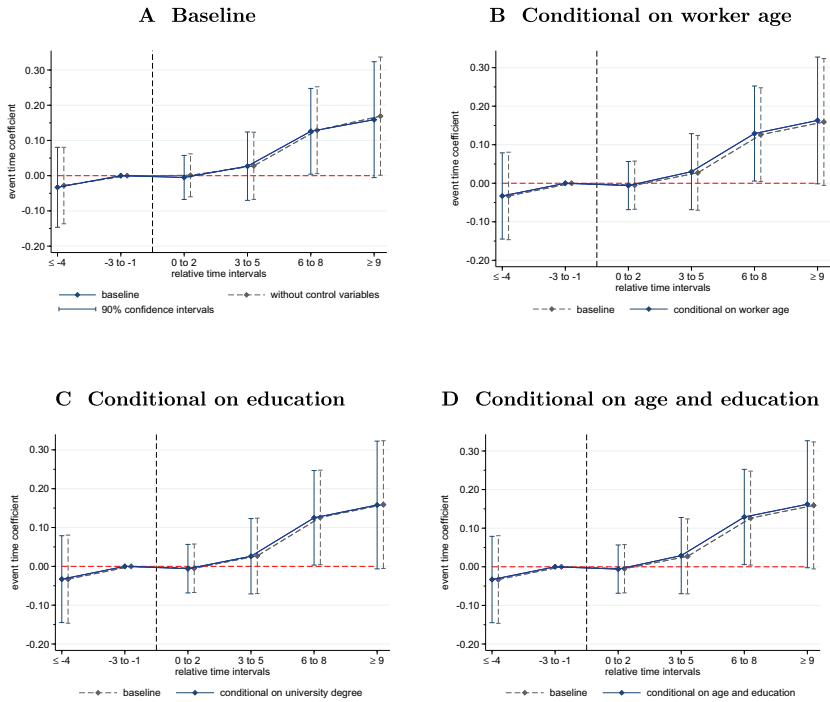 A Baseline
event time coefficient
0.30
0.20
0.10
0.00
-0.10
-0.20
≤ -4
-3 to -1
0 to 2
3 to 5
6 to 8
≥ 9
relative time intervals
baseline
without control variables
90% confidence intervals
B Conditional on worker age
event time coefficient
0.30
0.20
0.10
0.00
-0.10
-0.20
≤ -4
-3 to -1
0 to 2
3 to 5
6 to 8
≥ 9
relative time intervals
baseline
conditional on worker age
C Conditional on education
event time coefficient
0.30
0.20
0.10
0.00
-0.10
-0.20
≤ -4
-3 to -1
0 to 2
3 to 5
6 to 8
≥ 9
relative time intervals
baseline
conditional on university degree
D Conditional on age and education
event time coefficient
0.30
0.20
0.10
0.00
-0.10
-0.20
≤ -4
-3 to -1
0 to 2
3 to 5
6 to 8
≥ 9
relative time intervals
baseline
conditional on age and education